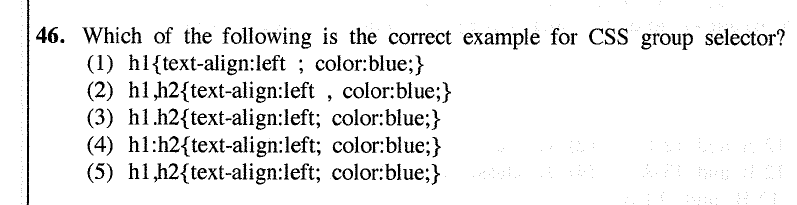 46. Which of the following is the correct example for CSS group selector?
(1) h1{text-align:left ; color:blue;}
(2) h1,h2{text-align:left , color:blue;}
(3) h1.h2{text-align:left; color:blue;}
(4) h1:h2{text-align:left; color:blue;}
(5) h1,h2{text-align:left; color:blue;}